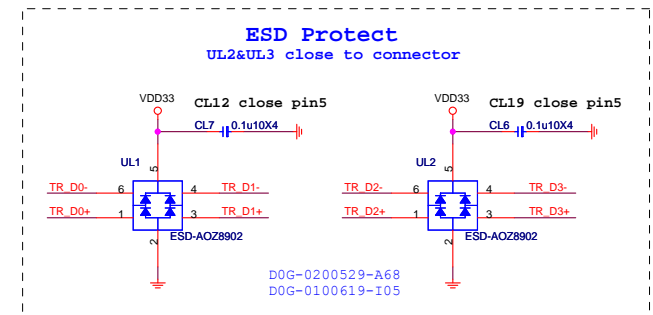 ESD Protect
UL2&UL3 close to connector
VDD33
CL12 close pin5
CL7
0.1u10X4
UL1
5
TR_D0-
6
4
TR_D1-
TR_D0+
1
3
TR_D1+
2
ESD-AOZ8902
VDD33
CL19 close pin5
CL6
0.1u10X4
UL2
5
TR_D2-
6
4
TR_D3-
TR_D2+
1
3
TR_D3+
2
ESD-AOZ8902
D0G-0200529-A68
D0G-0100619-I05